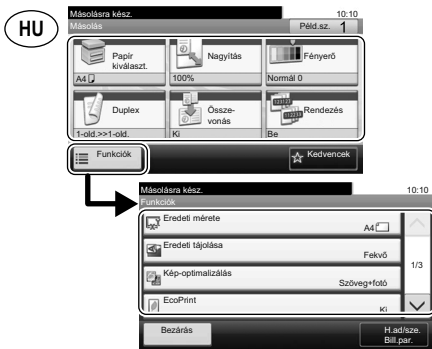 HU
Másolásra kész. 10:10
Másolás Péld.sz. 1
Papír
kiválaszt.
A4
Nagyítás
100%
Fényerő
Normál 0
Duplex
1-old.>>1-old.
Össze-
vonás
Ki
Rendezés
Be
Funkciók
Kedvencek
Másolásra kész. 10:10
Funkciók
Eredeti mérete
A4
Eredeti tájolása
Fekvő
Kép-optimalizálás
Szöveg+fotó
EcoPrint
Ki
1/3
Bezárás
H.ad/sze.
Bill.par.